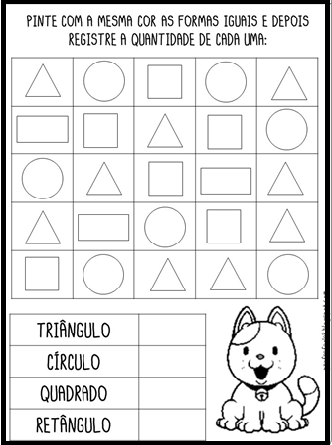 PINTE COM A MESMA COR AS FORMAS IGUAIS E DEPOIS
REGISTRE A QUANTIDADE DE CADA UMA:
TRIÂNGULO
CÍRCULO
QUADRADO
RETÂNGULO